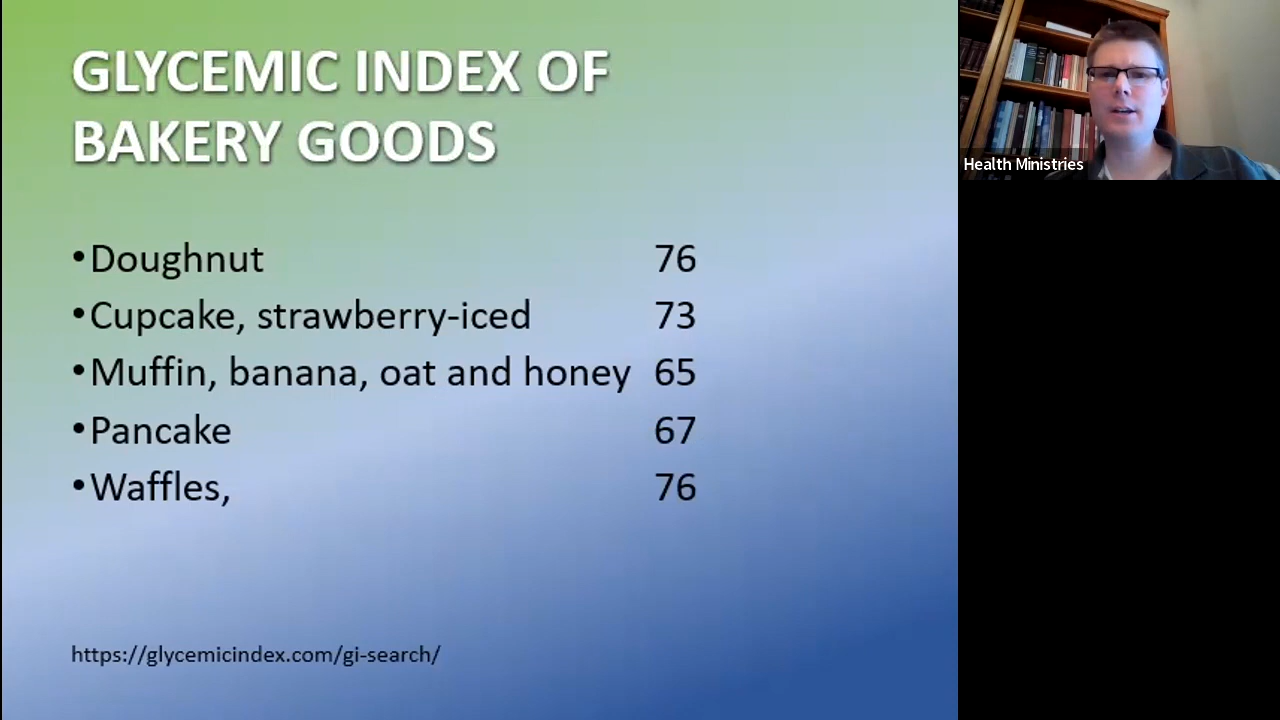 GLYCEMIC INDEX OF
BAKERY GOODS
•Doughnut 76
•Cupcake, strawberry-iced 73
•Muffin, banana, oat and honey 65
•Pancake 67
•Waffles, 76
https://glycemicindex.com/gi-search/
Health Ministries